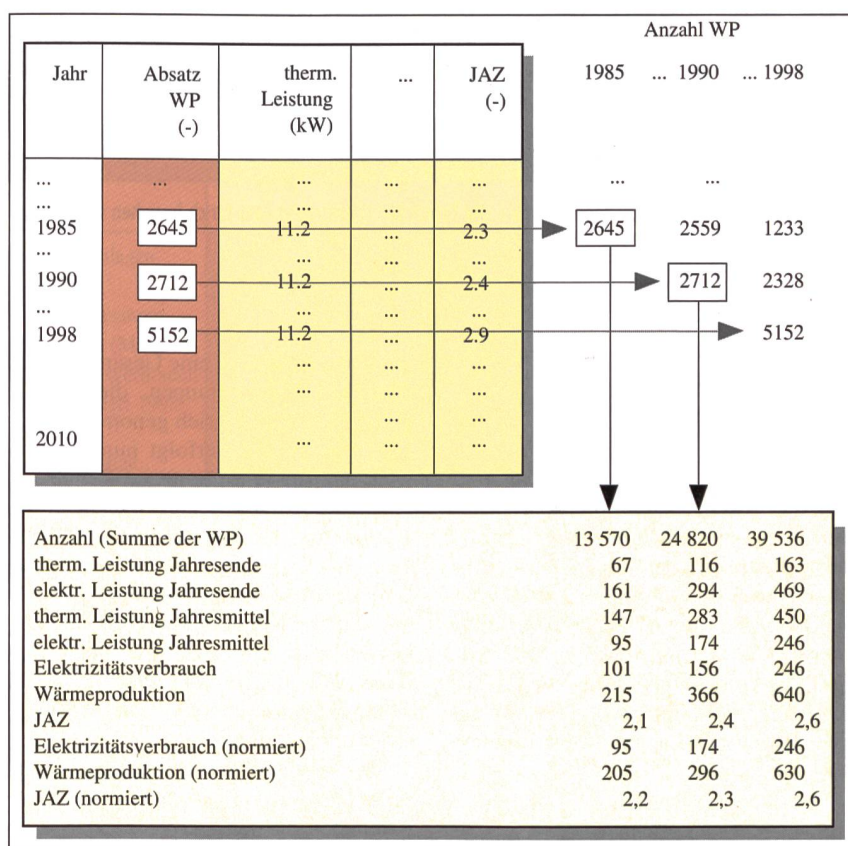 Anzahl WP
Jahr Absatz therm. ... JAZ 1985 ... 1990 ... 1998
WP Leistung (-)
(-) (kW)
... ... ... ... ... ... ...
... ... ... ...
1985 2645 11.2 ... 2.3 2645 2559 1233
... ... ... ...
1990 2712 11.2 ... 2.4 2712 2328
... ... ... ...
1998 5152 11.2 ... 2.9 5152
... ... ...
... ... ...
... ...
2010 ... ... ...
Anzahl (Summe der WP) 13 570 24 820 39 536
therm. Leistung Jahresende 67 116 163
elektr. Leistung Jahresende 161 294 469
therm. Leistung Jahresmittel 147 283 450
elektr. Leistung Jahresmittel 95 174 246
Elektrizitätsverbrauch 101 156 246
Wärmeproduktion 215 366 640
JAZ 2,1 2,4 2,6
Elektrizitätsverbrauch (normiert) 95 174 246
Wärmeproduktion (normiert) 205 296 630
JAZ (normiert) 2,2 2,3 2,6